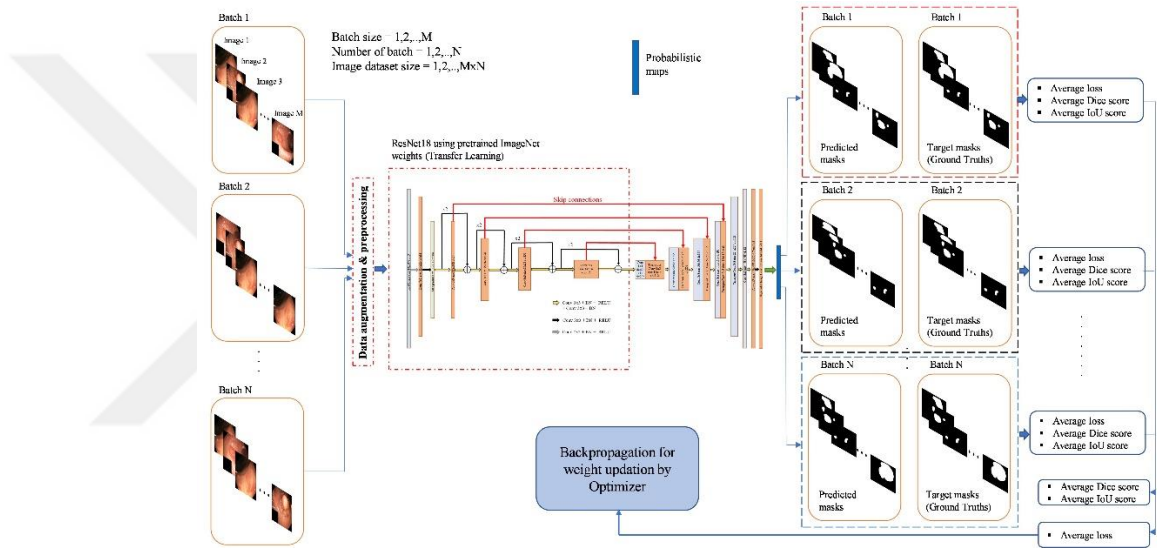 Batch 1
Image 1
Image 2
Image 3
Image M
Batch size = 1,2,..,M
Number of batch = 1,2,..,N
Image dataset size = 1,2,..,MxN
Batch 2
Batch N
Data augmentation & preprocessing
ResNet18 using pretrained ImageNet
weights (Transfer Learning)
Skip connections
Probabilistic
maps
Batch 1
Batch 1
Predicted
masks
Target masks
(Ground Truths)
Average loss
Average Dice score
Average IoU score
Batch 2
Batch 2
Predicted
masks
Target masks
(Ground Truths)
Average loss
Average Dice score
Average IoU score
Batch N
Batch N
Predicted
masks
Target masks
(Ground Truths)
Average loss
Average Dice score
Average IoU score
Backpropagation for
weight updation by
Optimizer
Average Dice score
Average IoU score
Average loss